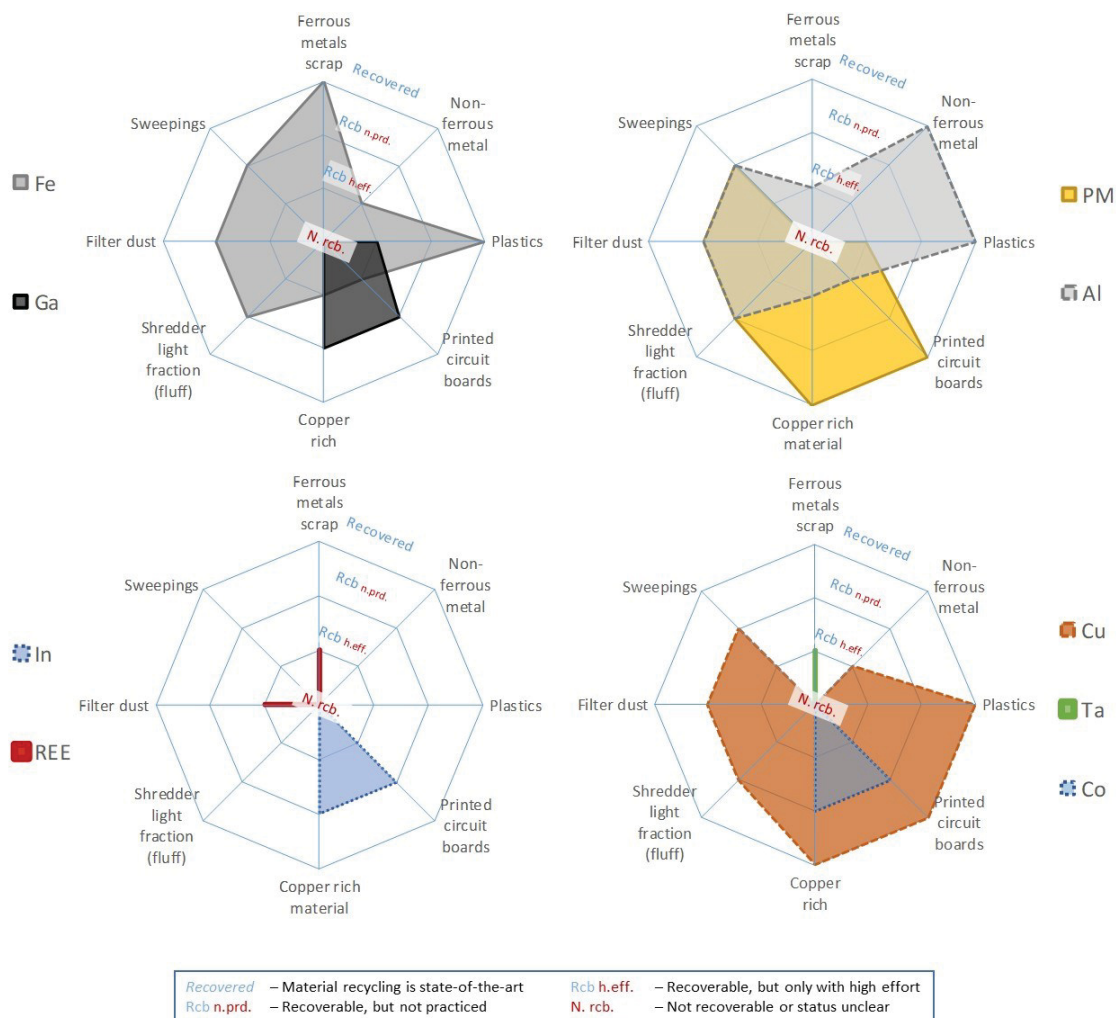 Ferrous
metals
scrap
Recovered
Non-
ferrous
metal
Sweepings
Rcb n.prd.
Rcb h.eff.
Fe
Filter dust
N. rcb.
Plastics
Ga
Shredder
light
fraction
(fluff)
Printed
circuit
boards
Copper
rich
Ferrous
metals
scrap
Recovered
Non-
ferrous
metal
Sweepings
Rcb n.prd.
Rcb h.eff.
PM
Filter dust
N. rcb.
Plastics
Al
Shredder
light
fraction
(fluff)
Printed
circuit
boards
Copper rich
material
Ferrous
metals
scrap
Recovered
Non-
ferrous
metal
Sweepings
Rcb n.prd.
Rcb h.eff.
In
Filter dust
N. rcb.
Plastics
REE
Shredder
light
fraction
(fluff)
Printed
circuit
boards
Copper rich
material
Ferrous
metals
scrap
Recovered
Non-
ferrous
metal
Sweepings
Rcb n.prd.
Rcb h.eff.
Cu
Filter dust
N. rcb.
Plastics
Ta
Co
Shredder
light
fraction
(fluff)
Printed
circuit
boards
Copper
rich
Recovered – Material recycling is state-of-the-art
Rcb n.prd. – Recoverable, but not practiced
Rcb h.eff. – Recoverable, but only with high effort
N. rcb. – Not recoverable or status unclear